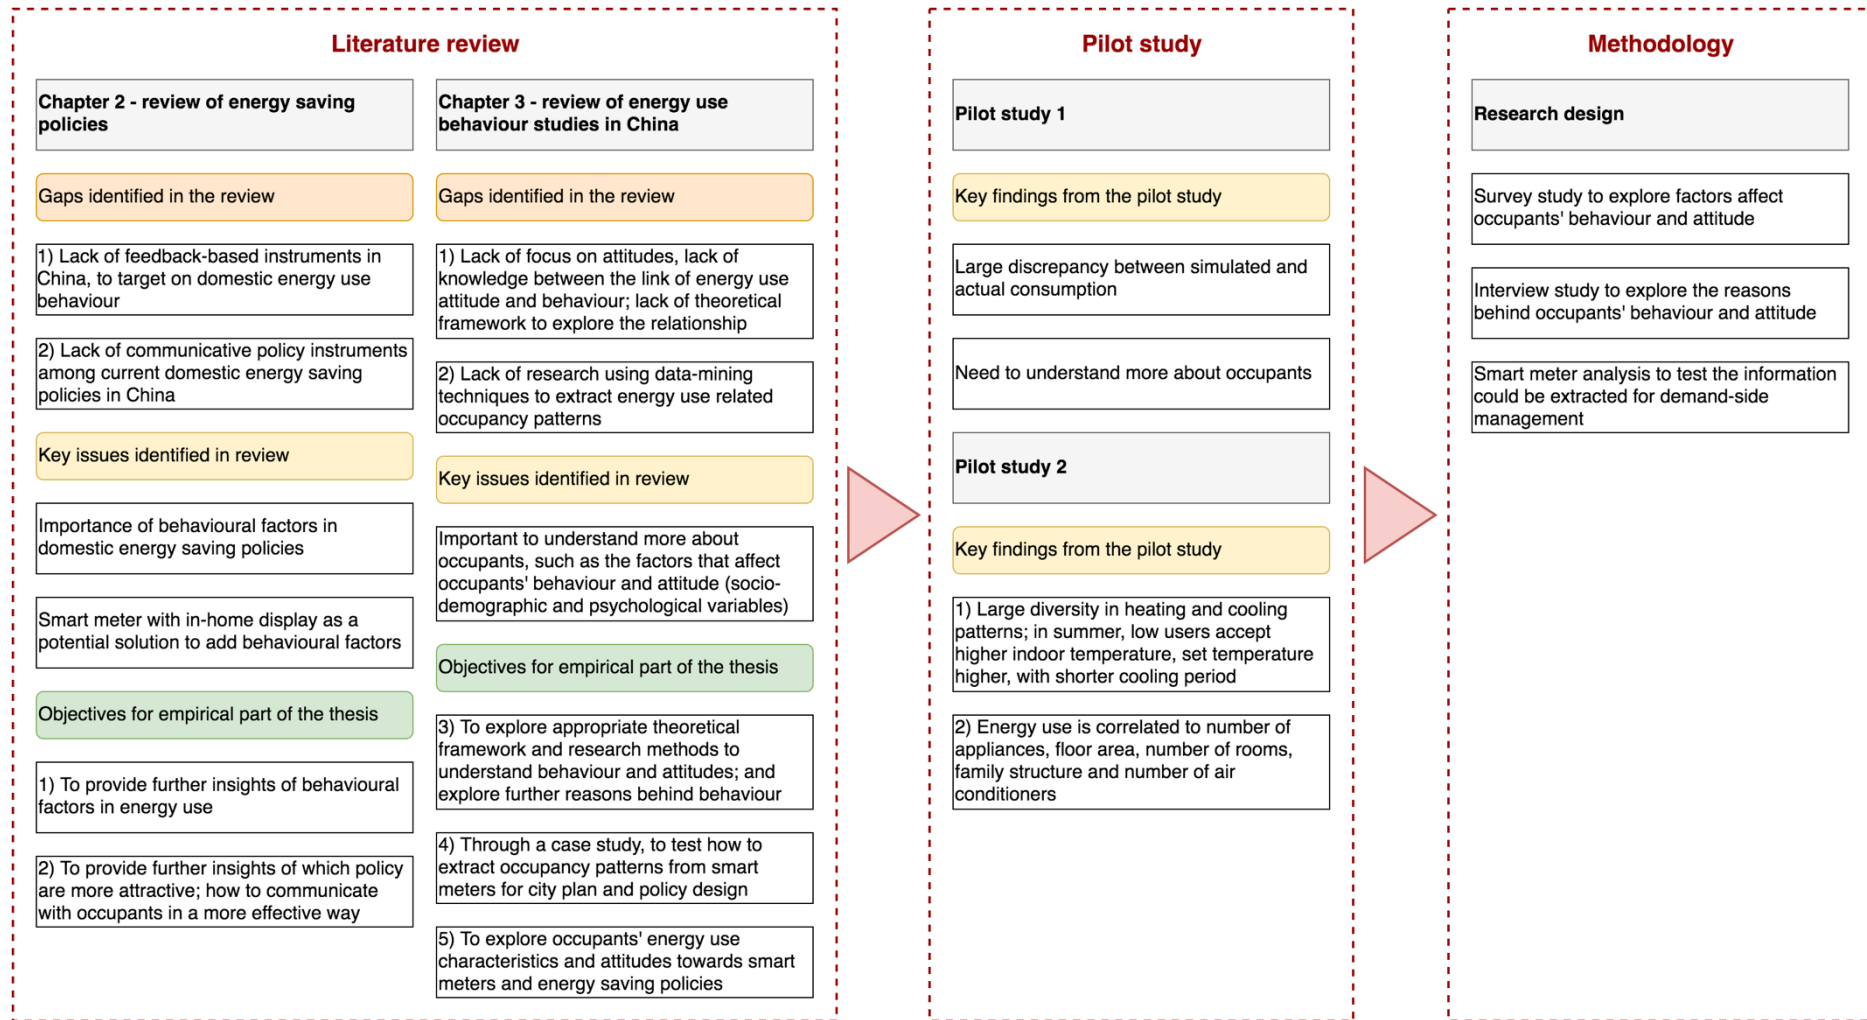 Literature review
Chapter 2 - review of energy saving
policies
Gaps identified in the review
1) Lack of feedback-based instruments in
China, to target on domestic energy use
behaviour
2) Lack of communicative policy instruments
among current domestic energy saving
policies in China
Key issues identified in review
Importance of behavioural factors in
domestic energy saving policies
Smart meter with in-home display as a
potential solution to add behavioural factors
Objectives for empirical part of the thesis
1) To provide further insights of behavioural
factors in energy use
2) To provide further insights of which policy
are more attractive; how to communicate
with occupants in a more effective way
Chapter 3 - review of energy use
behaviour studies in China
Gaps identified in the review
1) Lack of focus on attitudes, lack of
knowledge between the link of energy use
attitude and behaviour; lack of theoretical
framework to explore the relationship
2) Lack of research using data-mining
techniques to extract energy use related
occupancy patterns
Key issues identified in review
Important to understand more about
occupants, such as the factors that affect
occupants' behaviour and attitude (socio-
demographic and psychological variables)
Objectives for empirical part of the thesis
3) To explore appropriate theoretical
framework and research methods to
understand behaviour and attitudes; and
explore further reasons behind behaviour
4) Through a case study, to test how to
extract occupancy patterns from smart
meters for city plan and policy design
5) To explore occupants' energy use
characteristics and attitudes towards smart
meters and energy saving policies
Pilot study
Pilot study 1
Key findings from the pilot study
Large discrepancy between simulated and
actual consumption
Need to understand more about occupants
Pilot study 2
Key findings from the pilot study
1) Large diversity in heating and cooling
patterns; in summer, low users accept
higher indoor temperature, set temperature
higher, with shorter cooling period
2) Energy use is correlated to number of
appliances, floor area, number of rooms,
family structure and number of air
conditioners
Methodology
Research design
Survey study to explore factors affect
occupants' behaviour and attitude
Interview study to explore the reasons
behind occupants' behaviour and attitude
Smart meter analysis to test the information
could be extracted for demand-side
management